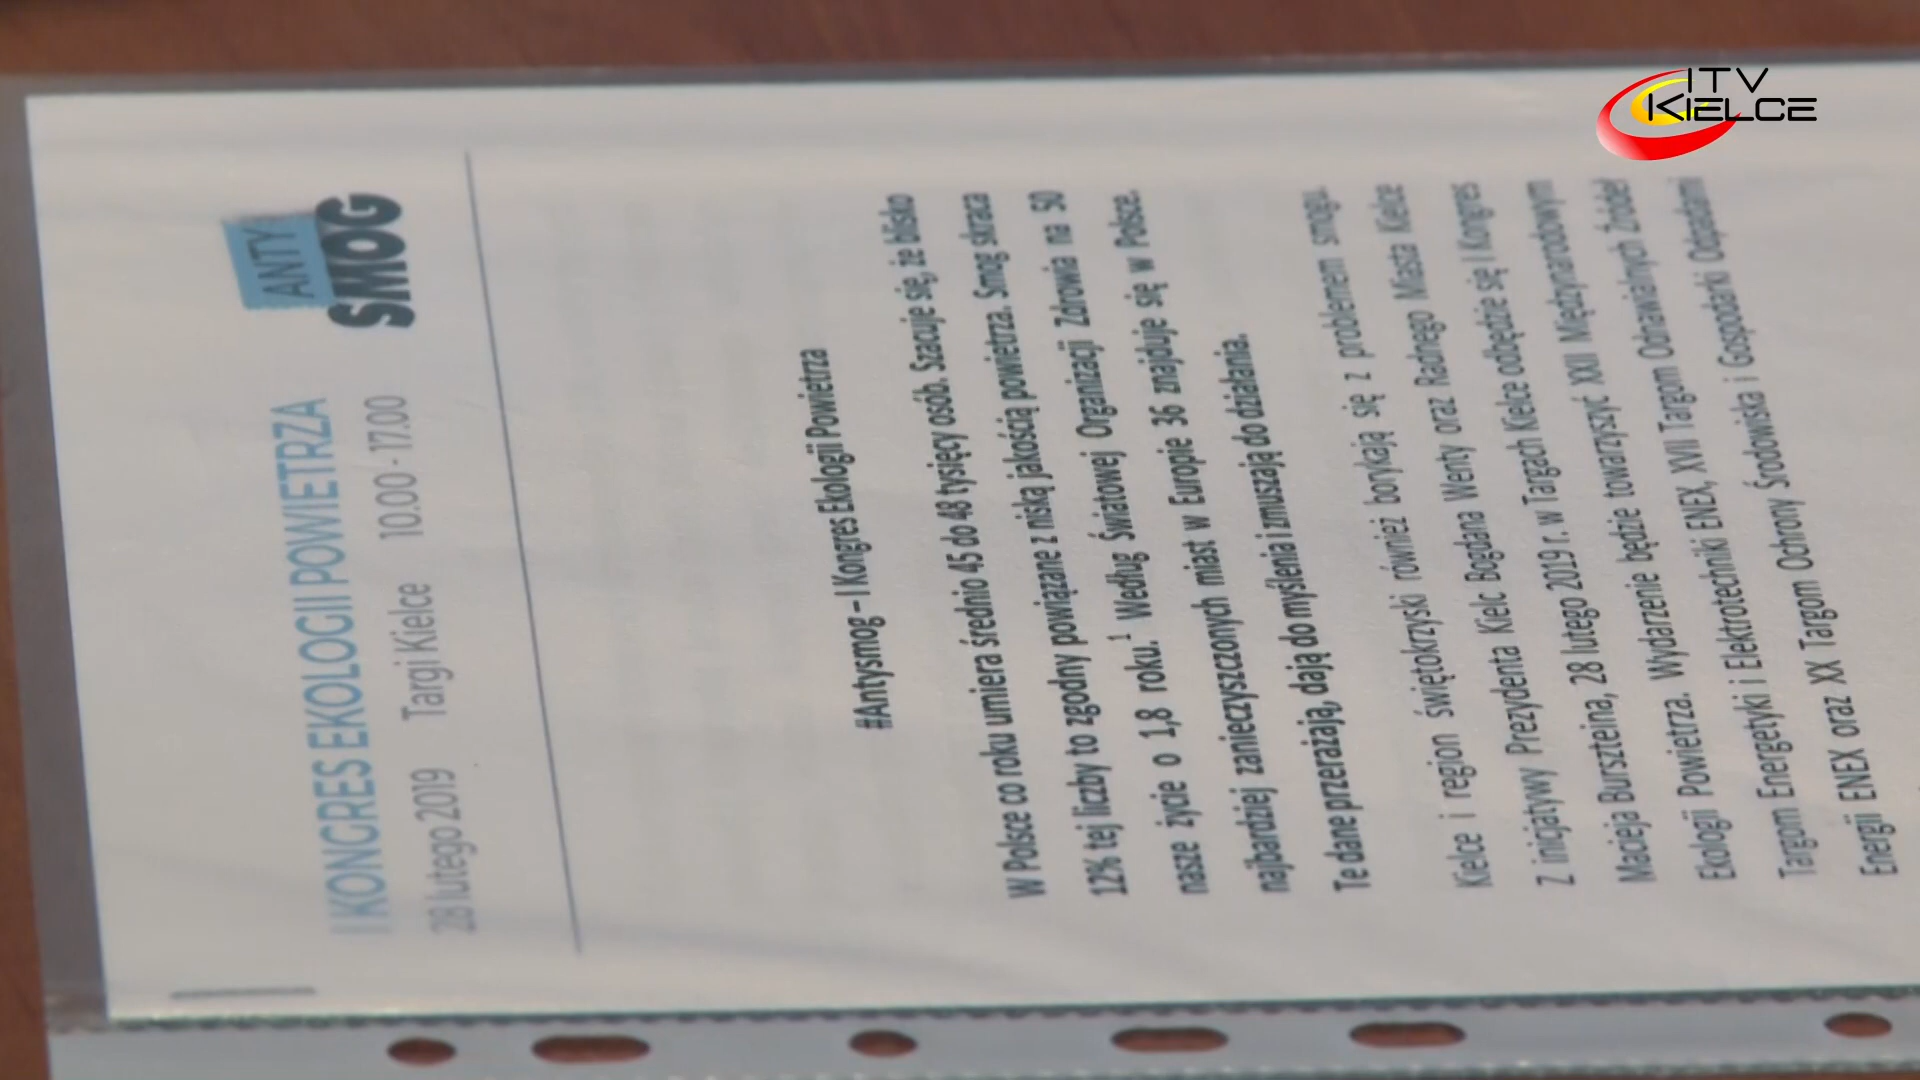 ITV
KIELCE
I KONGRES EKOLOGII POWIETRZA
28 lutego 2019 Targi Kielce 10.00 - 17.00
ANTY
SMOG
#Antysmog – I Kongres Ekologii Powietrza
W Polsce co roku umiera średnio 45 do 48 tysięcy osób. Szacuje się, że blisko
12% tej liczby to zgodny powiązane z niską jakością powietrza. Smog skraca
nasze życie o 1,8 roku.¹ Według Światowej Organizacji Zdrowia na 50
najbardziej zanieczyszczonych miast w Europie 36 znajduje się w Polsce.
Te dane przerażają, dają do myślenia i zmuszają do działania.
Kielce i region świętokrzyski również borykają się z problemem smogu.
Z inicjatywy Prezydenta Kielc Bogdana Wenty oraz Radnego Miasta Kielce
Macieja Burszteina, 28 lutego 2019 r. w Targach Kielce odbędzie się I Kongres
Ekologii Powietrza. Wydarzenie będzie towarzyszyć XXII Międzynarodowym
Targom Energetyki i Elektrotechniki ENEX, XVII Targom Odnawialnych Źródeł
Energii ENEX oraz XX Targom Ochrony Środowiska i Gospodarki Odpadami